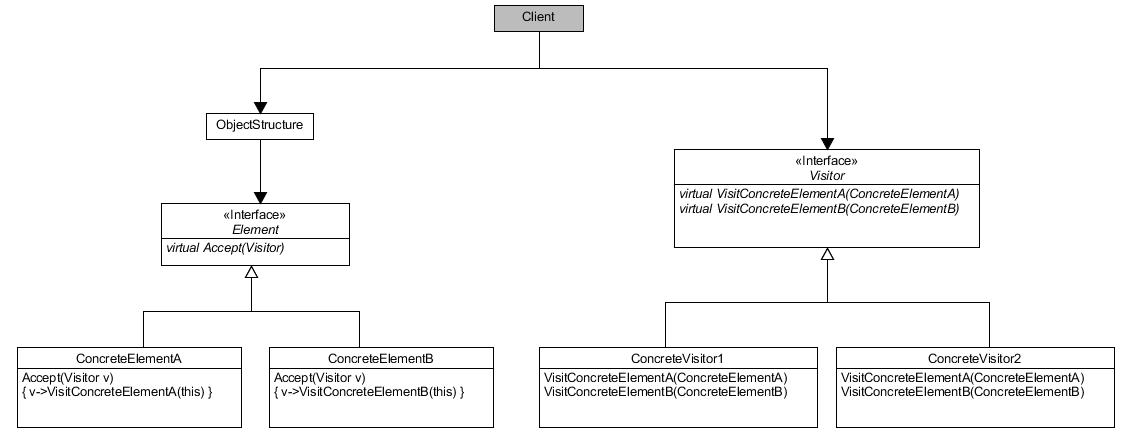 Client
ObjectStructure
«Interface»
Visitor
virtual VisitConcreteElementA(ConcreteElementA)
virtual VisitConcreteElementB(ConcreteElementB)
«Interface»
Element
virtual Accept(Visitor)
ConcreteElementA
Accept(Visitor v)
{ v->VisitConcreteElementA(this) }
ConcreteElementB
Accept(Visitor v)
{ v->VisitConcreteElementB(this) }
ConcreteVisitor1
VisitConcreteElementA(ConcreteElementA)
VisitConcreteElementB(ConcreteElementB)
ConcreteVisitor2
VisitConcreteElementA(ConcreteElementA)
VisitConcreteElementB(ConcreteElementB)